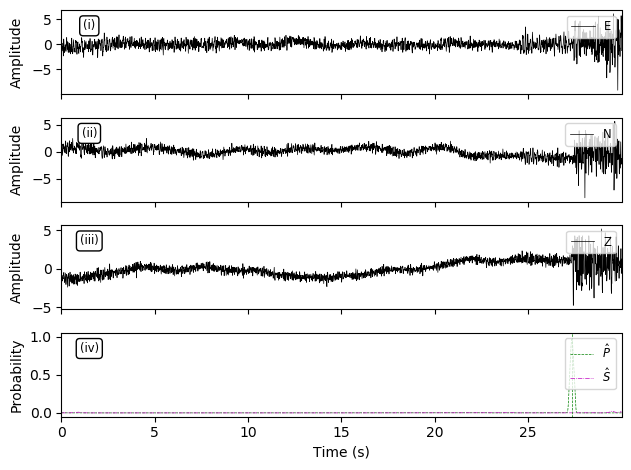 (i)
E
5
0
−5
Amplitude
(ii)
N
5
0
−5
Amplitude
(iii)
Z
5
0
−5
Amplitude
(iv)
P̂
Ŝ
1.0
0.5
0.0
Probability
0 5 10 15 20 25
Time (s)